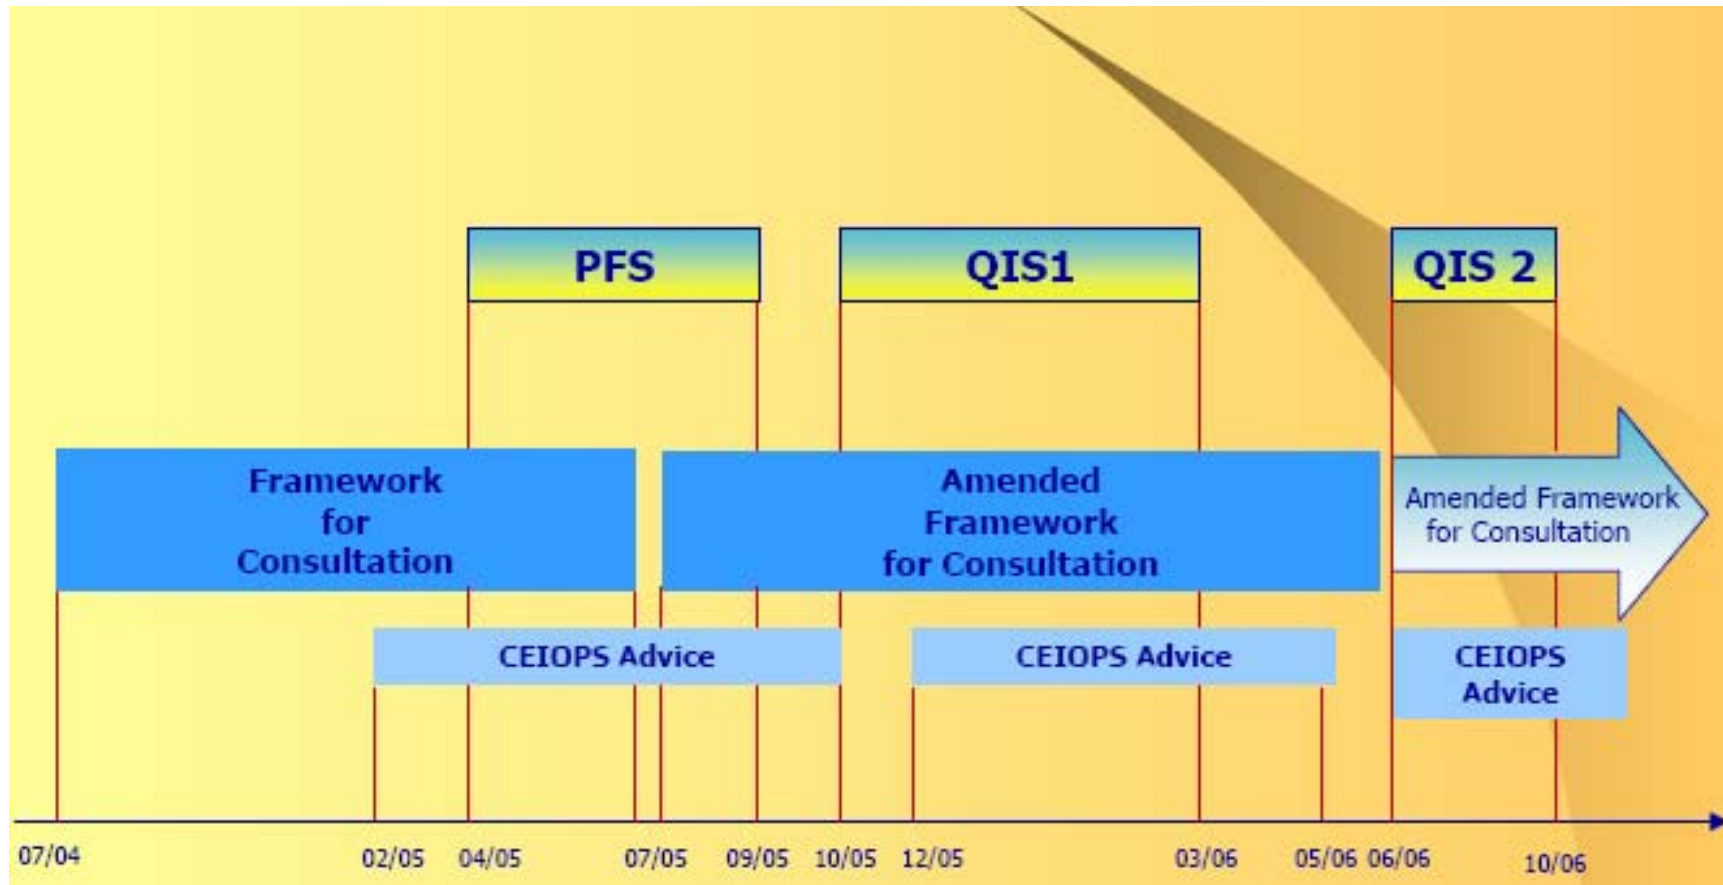 PFS
QIS1
QIS 2
Framework
for
Consultation
Amended
Framework
for Consultation
Amended Framework
for Consultation
CEIOPS Advice
CEIOPS Advice
CEIOPS
Advice
07/04
02/05
04/05
07/05
09/05
10/05
12/05
03/06
05/06
06/06
10/06